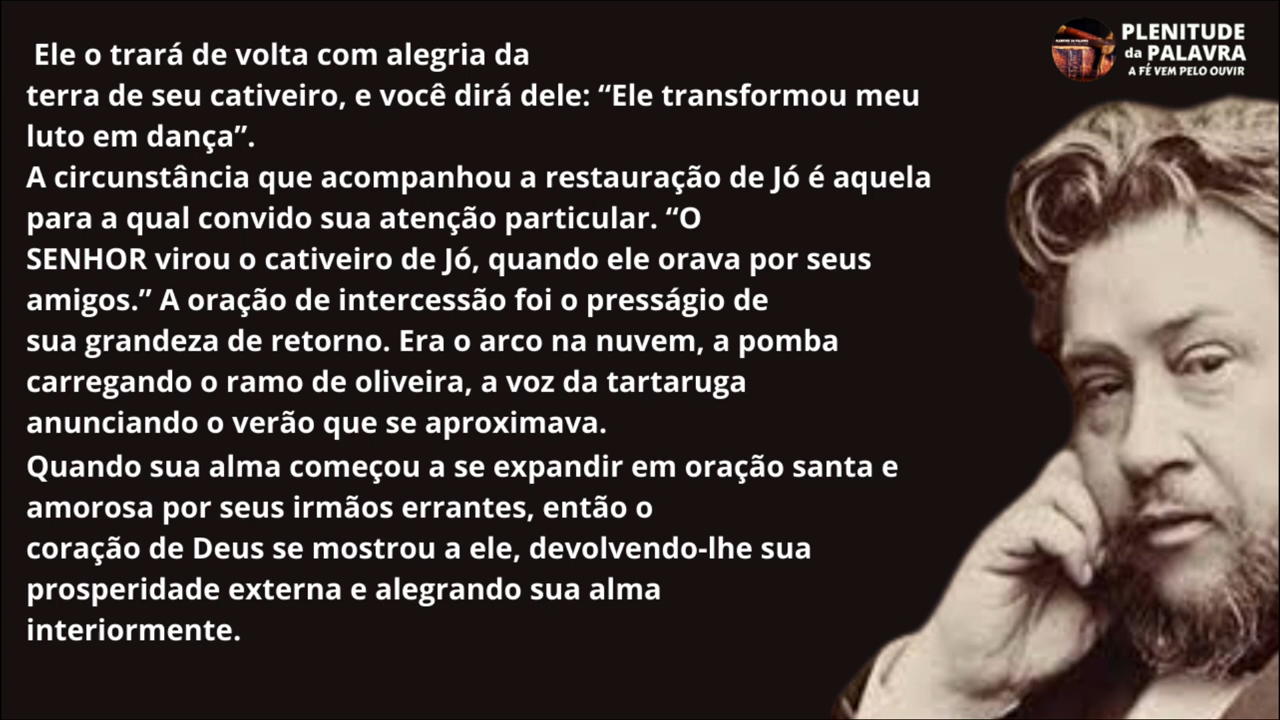 Ele o trará de volta com alegria da
terra de seu cativeiro, e você dirá dele: “Ele transformou meu
luto em dança”.
A circunstância que acompanhou a restauração de Jó é aquela
para a qual convido sua atenção particular. “O
SENHOR virou o cativeiro de Jó, quando ele orava por seus
amigos.” A oração de intercessão foi o presságio de
sua grandeza de retorno. Era o arco na nuvem, a pomba
carregando o ramo de oliveira, a voz da tartaruga
anunciando o verão que se aproximava.
Quando sua alma começou a se expandir em oração santa e
amorosa por seus irmãos errantes, então o
coração de Deus se mostrou a ele, devolvendo-lhe sua
prosperidade externa e alegrando sua alma
interiormente.
PLENITUDE
da PALAVRA
A FÉ VEM PELO OUVIR